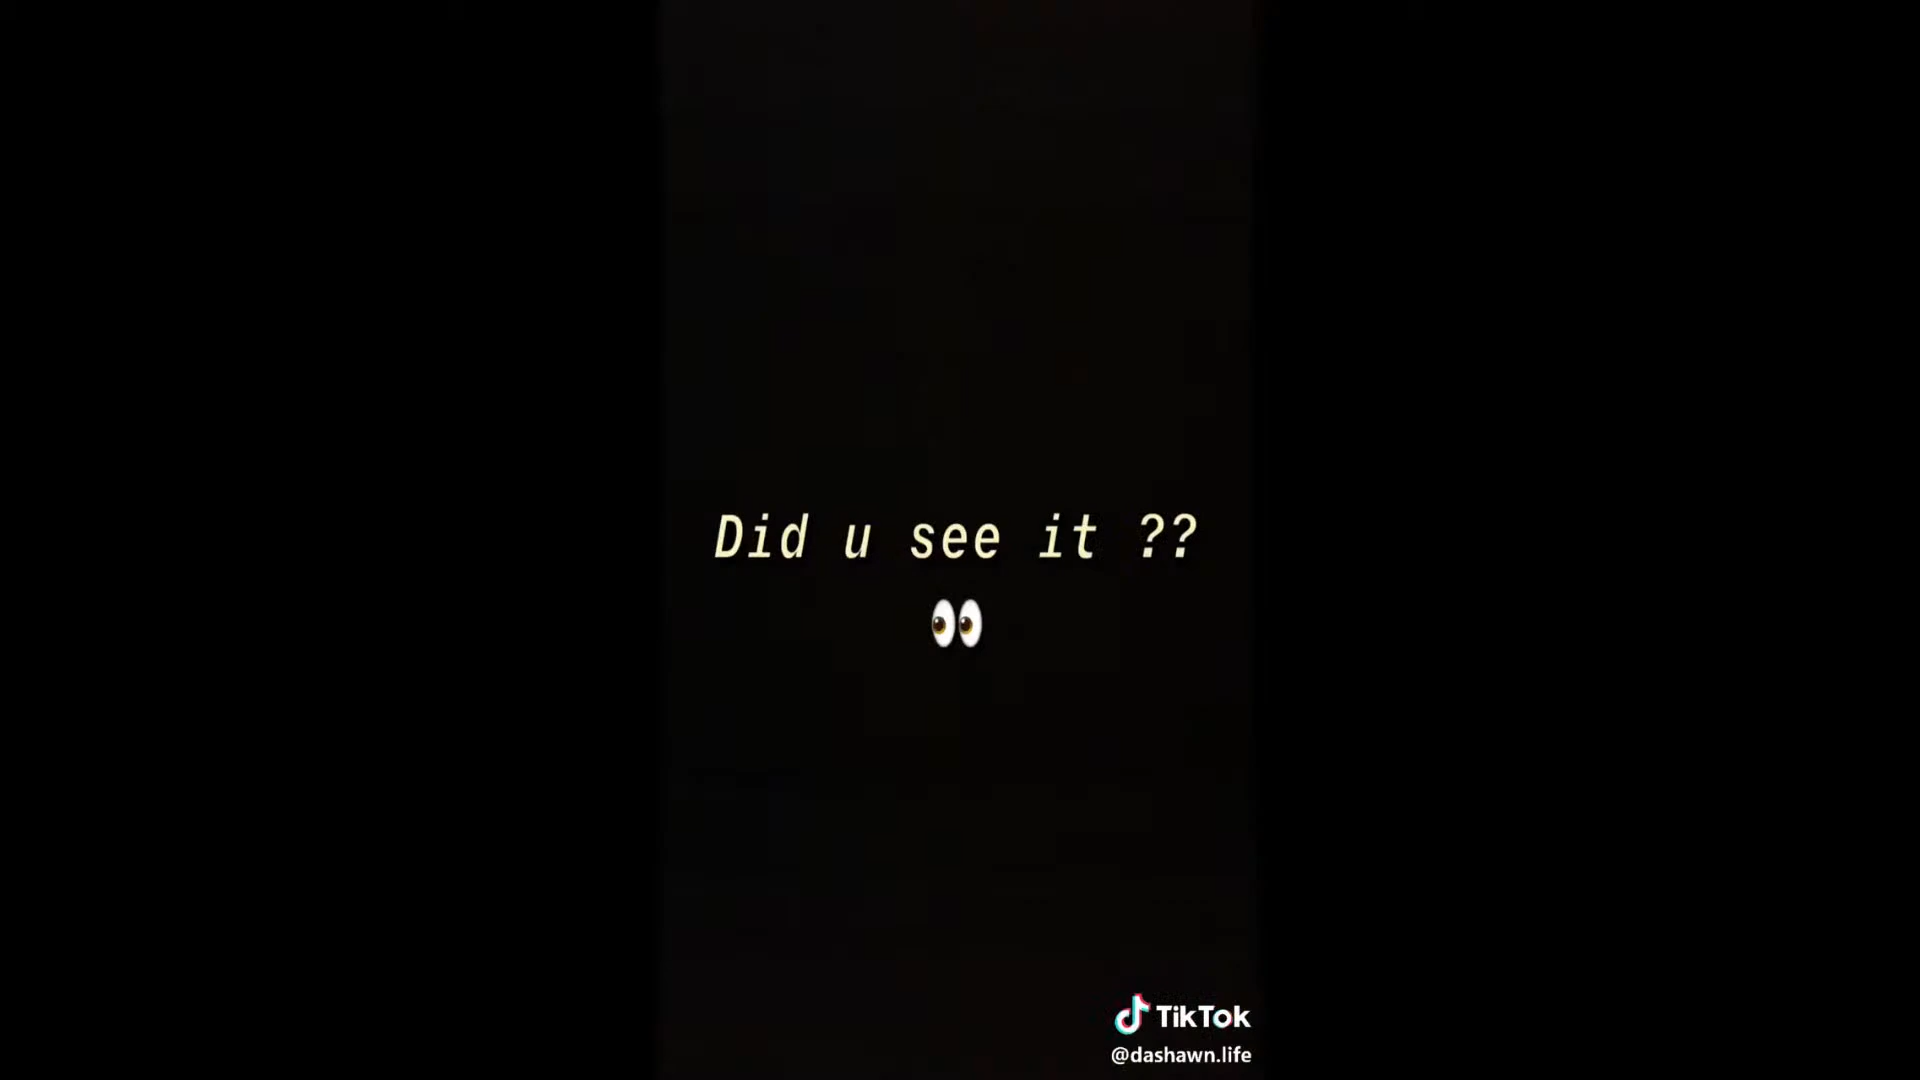 Did u see it ??
👀
TikTok
@dashawn.life